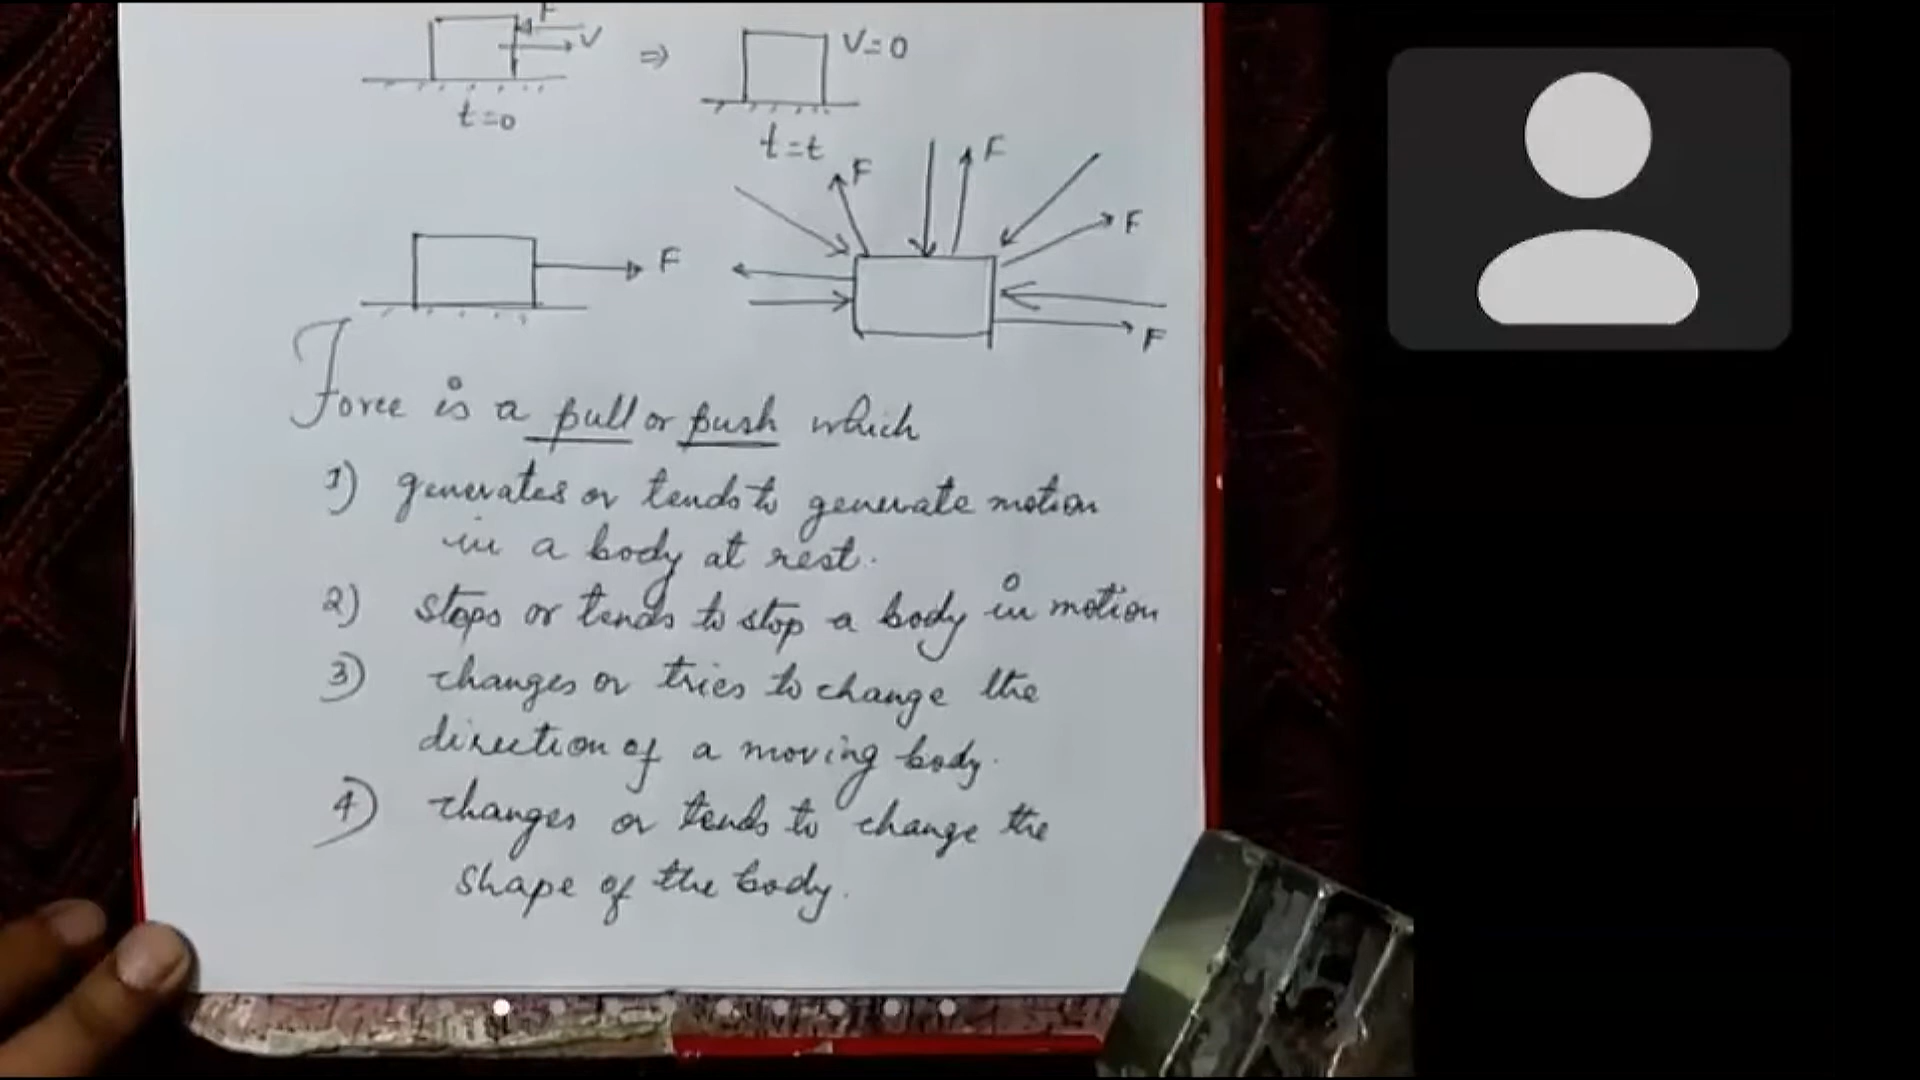 F
V
⇒
V=0
t=0
t=t
F
F
F
F
F
Force is a pull or push which
1) generates or tends to generate motion
in a body at rest.
2) stops or tends to stop a body in motion
3) changes or tries to change the
direction of a moving body.
4) changes or tends to change the
shape of the body.